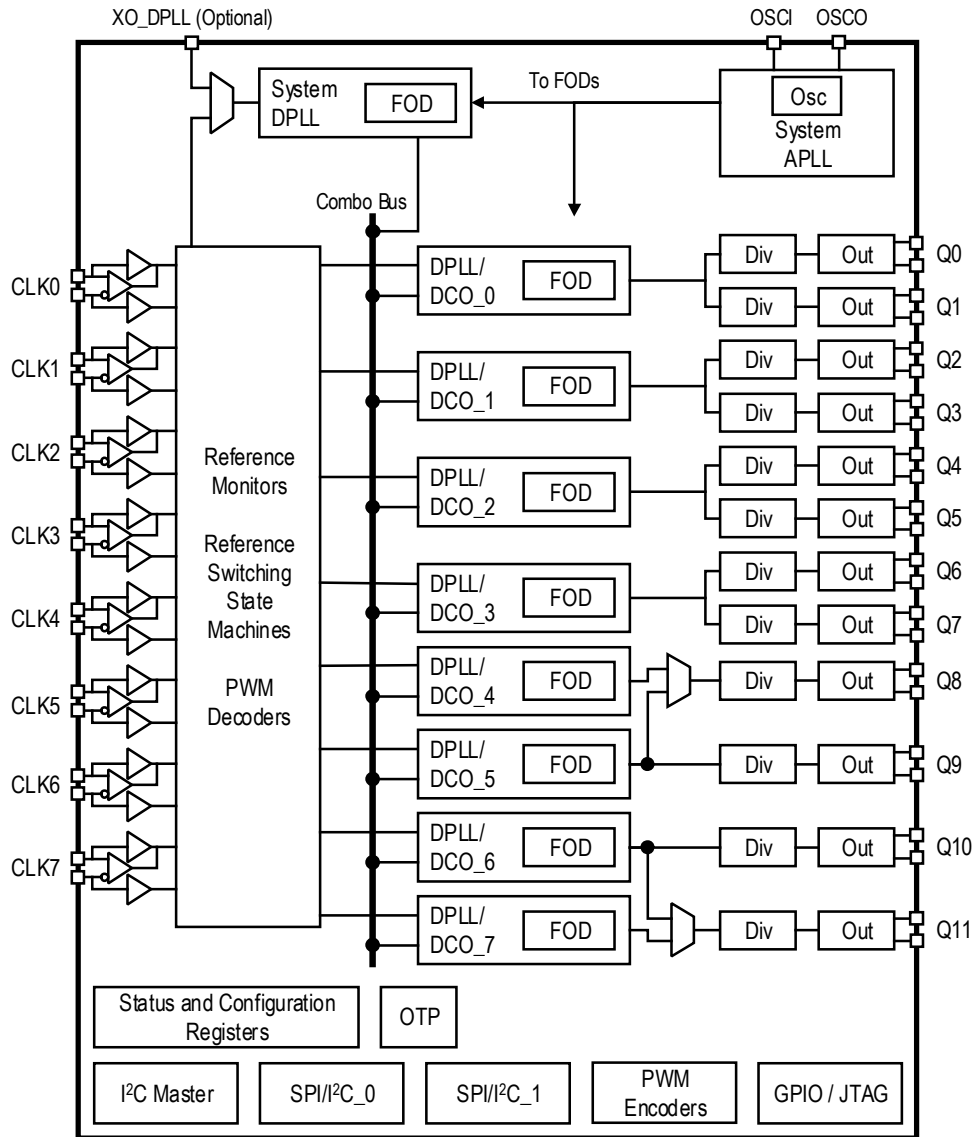 XO_DPLL (Optional)
OSCI OSCO
System
DPLL
FOD
To FODs
Osc
System
APLL
Combo Bus
CLK0
DPLL/
DCO_0
FOD
Div
Out
Q0
Div
Out
Q1
CLK1
DPLL/
DCO_1
FOD
Div
Out
Q2
Div
Out
Q3
CLK2
Reference
Monitors
Reference
Switching
State
Machines
PWM
Decoders
DPLL/
DCO_2
FOD
Div
Out
Q4
Div
Out
Q5
CLK3
DPLL/
DCO_3
FOD
Div
Out
Q6
Div
Out
Q7
CLK4
DPLL/
DCO_4
FOD
Div
Out
Q8
CLK5
DPLL/
DCO_5
FOD
Div
Out
Q9
CLK6
DPLL/
DCO_6
FOD
Div
Out
Q10
CLK7
DPLL/
DCO_7
FOD
Div
Out
Q11
Status and Configuration
Registers
OTP
I²C Master
SPI/I²C_0
SPI/I²C_1
PWM
Encoders
GPIO / JTAG